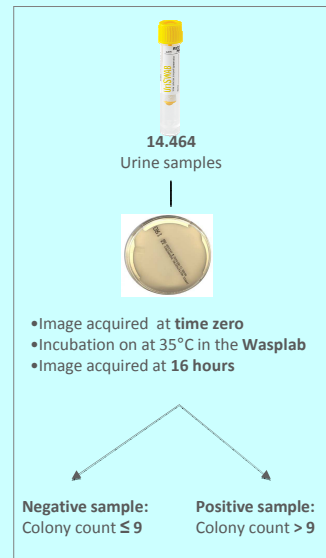 14.464
Urine samples
•Image acquired at time zero
•Incubation on at 35°C in the Wasplab
•Image acquired at 16 hours
Negative sample:
Colony count ≤ 9
Positive sample:
Colony count > 9